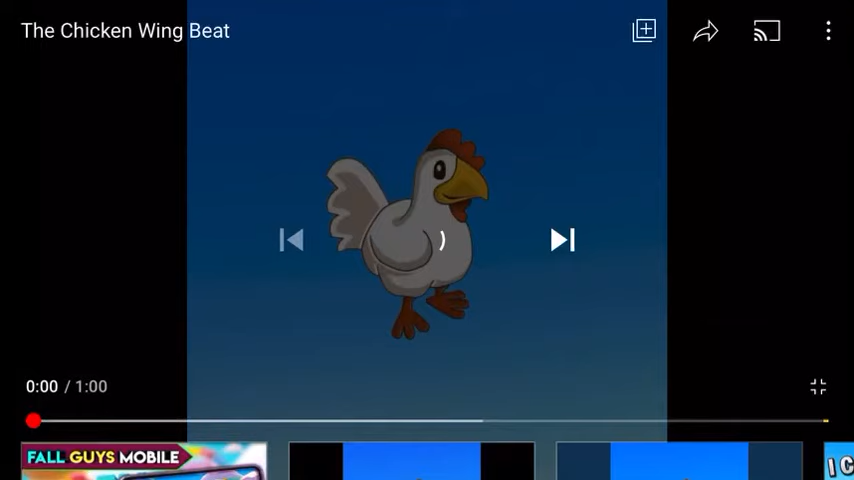 The Chicken Wing Beat
0:00 / 1:00
FALL GUYS MOBILE
I C